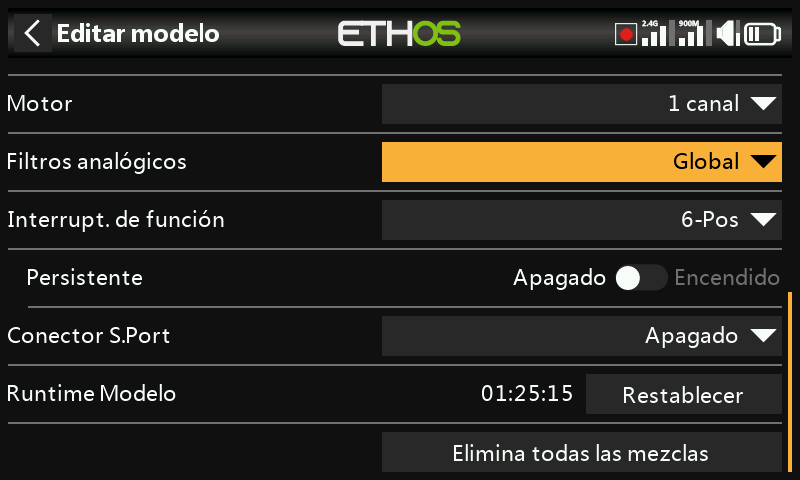 Editar modelo ETHOS 2.4G 900M
Motor 1 canal
Filtros analógicos Global
Interrupt. de función 6-Pos
Persistente Apagado Encendido
Conector S.Port Apagado
Runtime Modelo 01:25:15 Restablecer
Elimina todas las mezclas